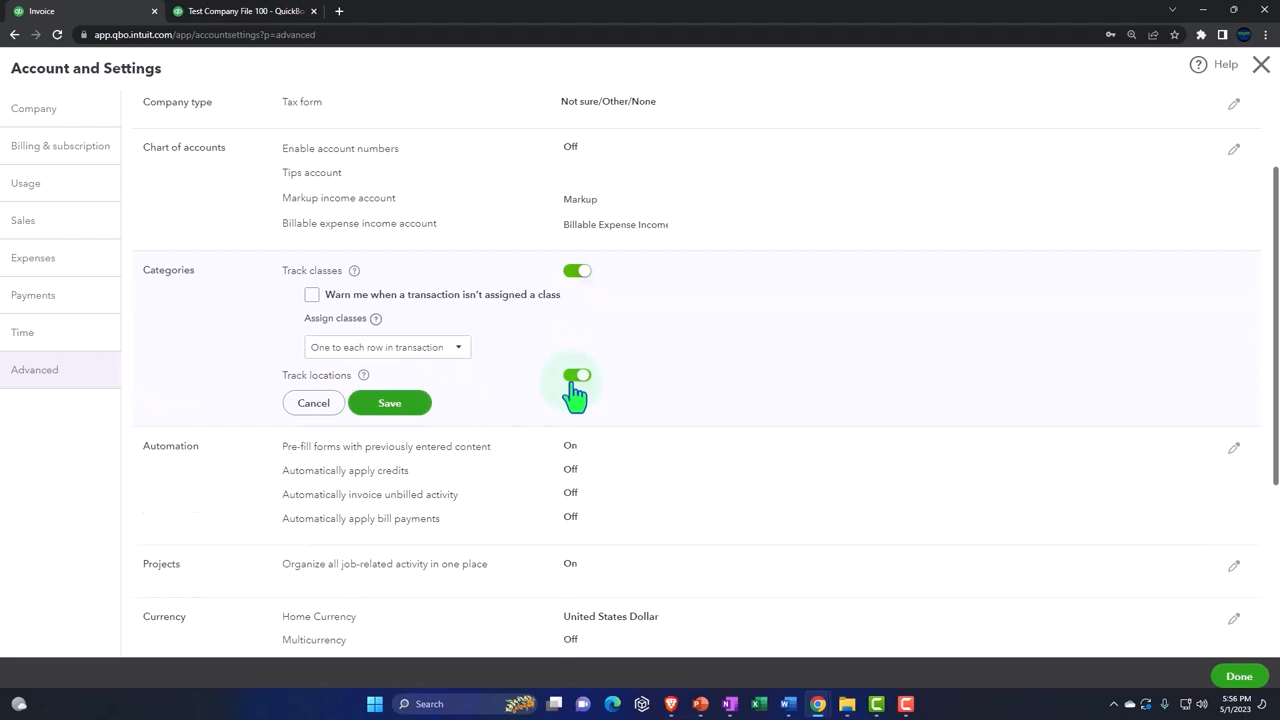 Invoice
Test Company File 100 - QuickBo
app.qbo.intuit.com/app/accountsettings?p=advanced
Account and Settings
Help
Company
Billing & subscription
Usage
Sales
Expenses
Payments
Time
Advanced
Company type Tax form Not sure/Other/None
Chart of accounts Enable account numbers Off
Tips account
Markup income account Markup
Billable expense income account Billable Expense Income
Categories Track classes
Warn me when a transaction isn't assigned a class
Assign classes
One to each row in transaction
Track locations
Cancel Save
Automation Pre-fill forms with previously entered content On
Automatically apply credits Off
Automatically invoice unbilled activity Off
Automatically apply bill payments Off
Projects Organize all job-related activity in one place On
Currency Home Currency United States Dollar
Multicurrency Off
Done
Search
5:56 PM
5/1/2023